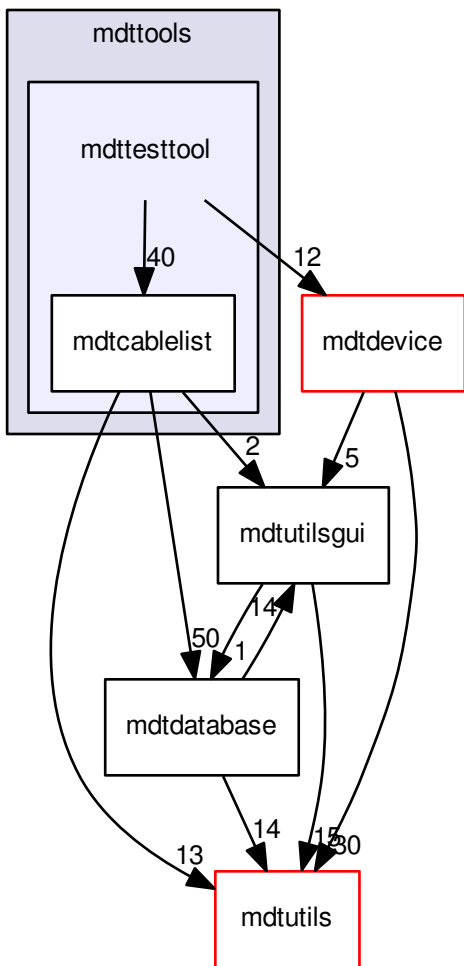 mdttools
mdttesttool
40
12
mdtcablelist
mdtdevice
2
5
mdtutilsgui
14
50
1
mdtdatabase
14
15
30
13
mdtutils